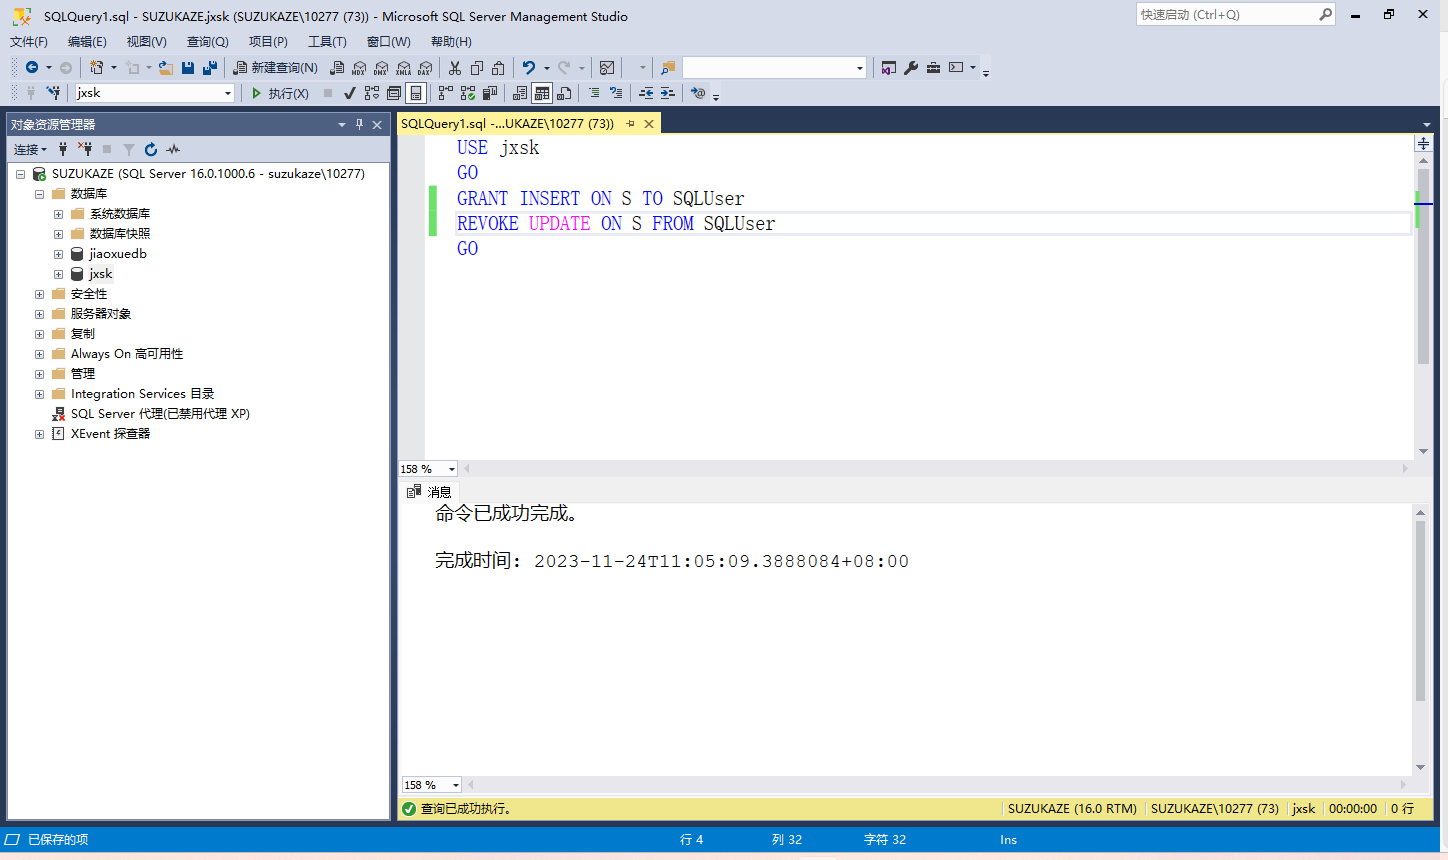 SQLQuery1.sql - SUZUKAZE.jxsk (SUZUKAZE\10277 (73)) - Microsoft SQL Server Management Studio
快速启动 (Ctrl+Q)
文件(F) 编辑(E) 视图(V) 查询(Q) 项目(P) 工具(T) 窗口(W) 帮助(H)
新建查询(N) MDX DMX XMLA DAX
jxsk 执行(X)
对象资源管理器
连接
SUZUKAZE (SQL Server 16.0.1000.6 - suzukaze\10277)
数据库
系统数据库
数据库快照
jiaoxuedb
jxsk
安全性
服务器对象
复制
Always On 高可用性
管理
Integration Services 目录
SQL Server 代理(已禁用代理 XP)
XEvent 探查器
SQLQuery1.sql -...UKAZE\10277 (73))
USE jxsk
GO
GRANT INSERT ON S TO SQLUser
REVOKE UPDATE ON S FROM SQLUser
GO
158 %
消息
命令已成功完成。
完成时间: 2023-11-24T11:05:09.3888084+08:00
158 %
查询已成功执行。 SUZUKAZE (16.0 RTM) SUZUKAZE\10277 (73) jxsk 00:00:00 0 行
已保存的项 行 4 列 32 字符 32 Ins